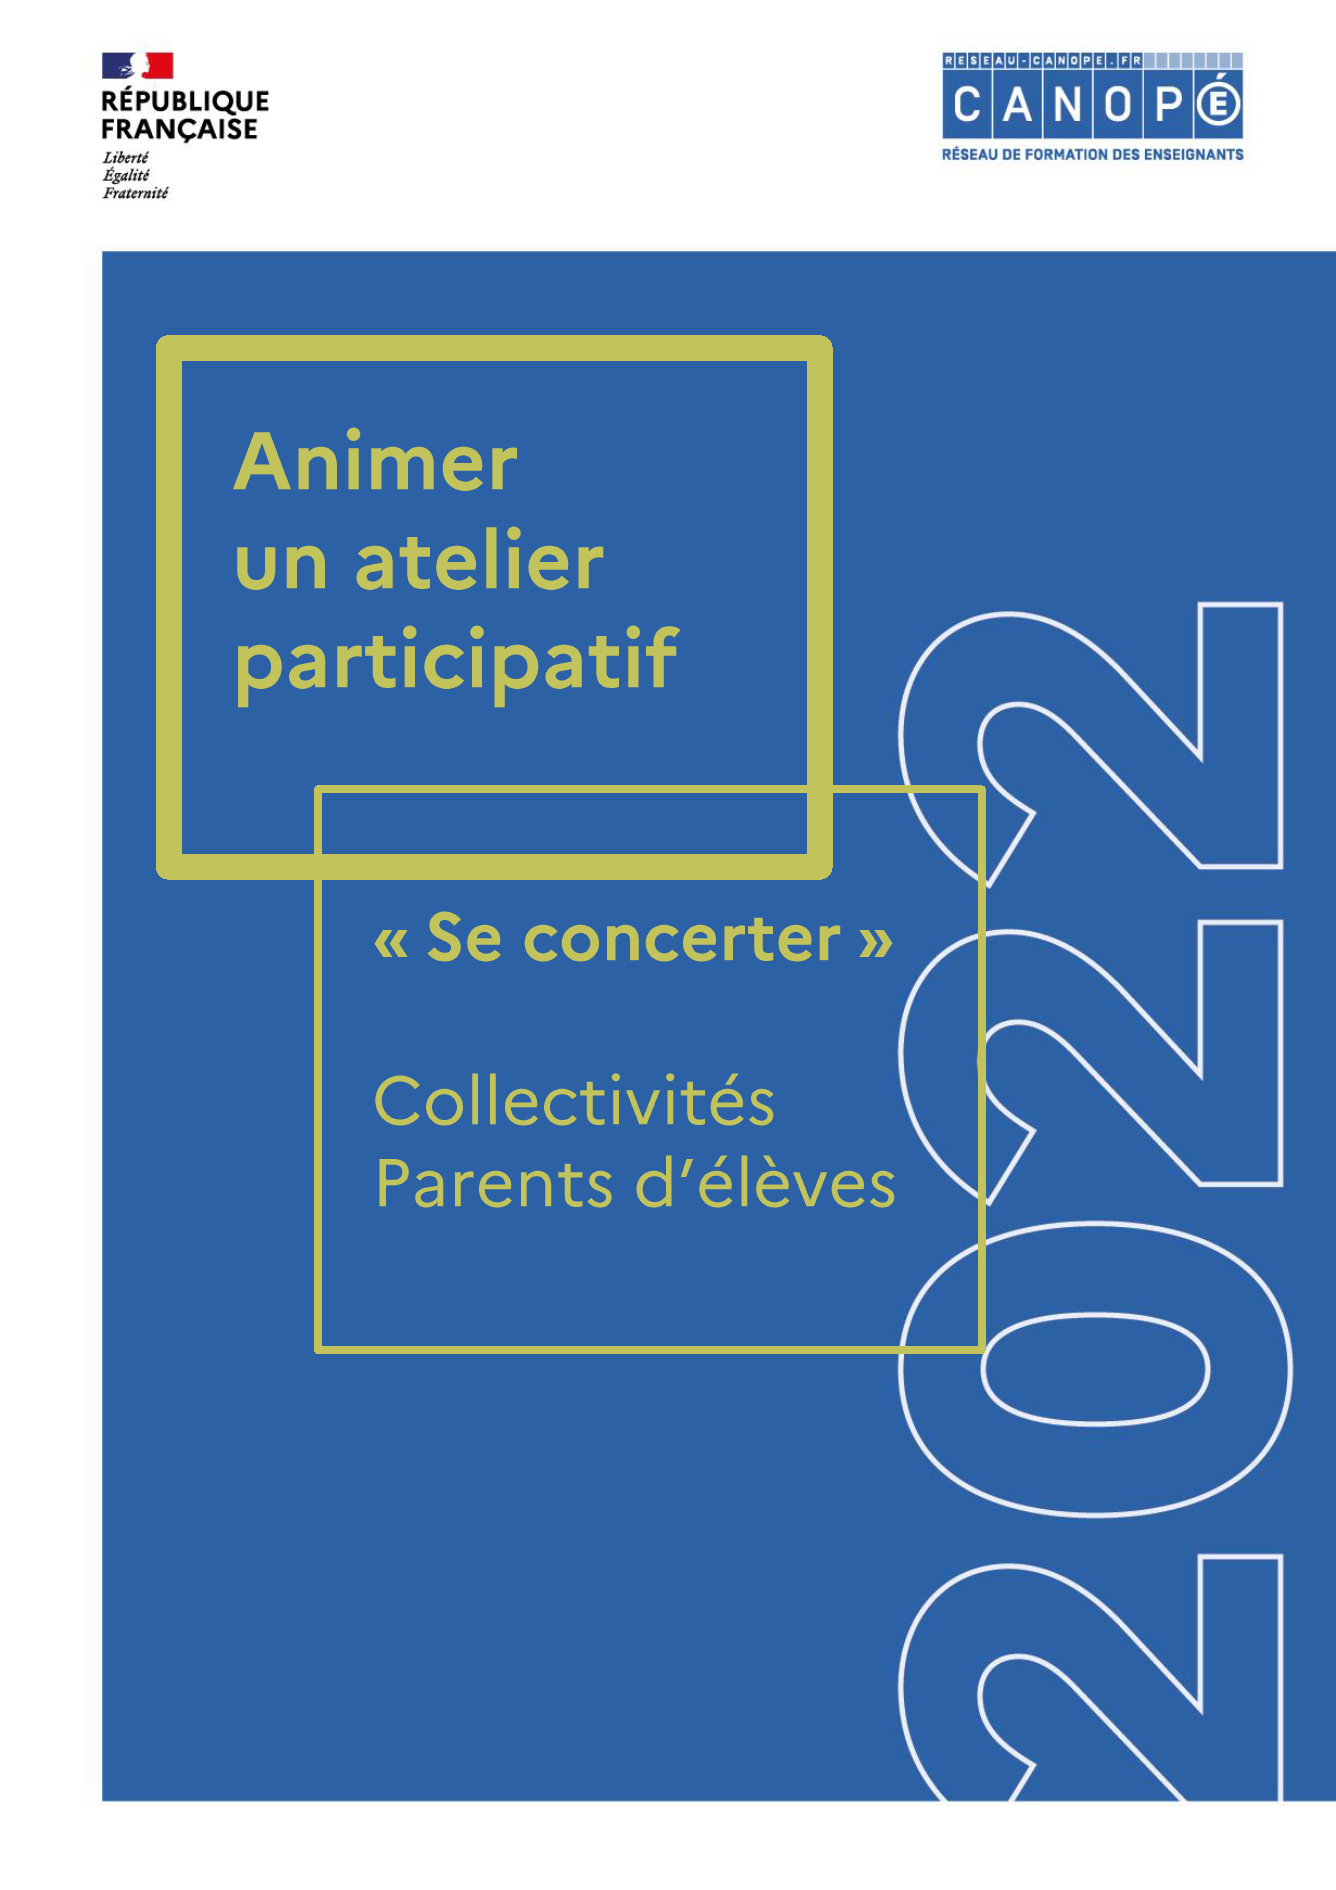 RÉPUBLIQUE
FRANÇAISE
Liberté
Égalité
Fraternité
RESEAU-CANOPE.FR
CANOPÉ
RÉSEAU DE FORMATION DES ENSEIGNANTS
Animer
un atelier
participatif
« Se concerter »
Collectivités
Parents d’élèves
2022